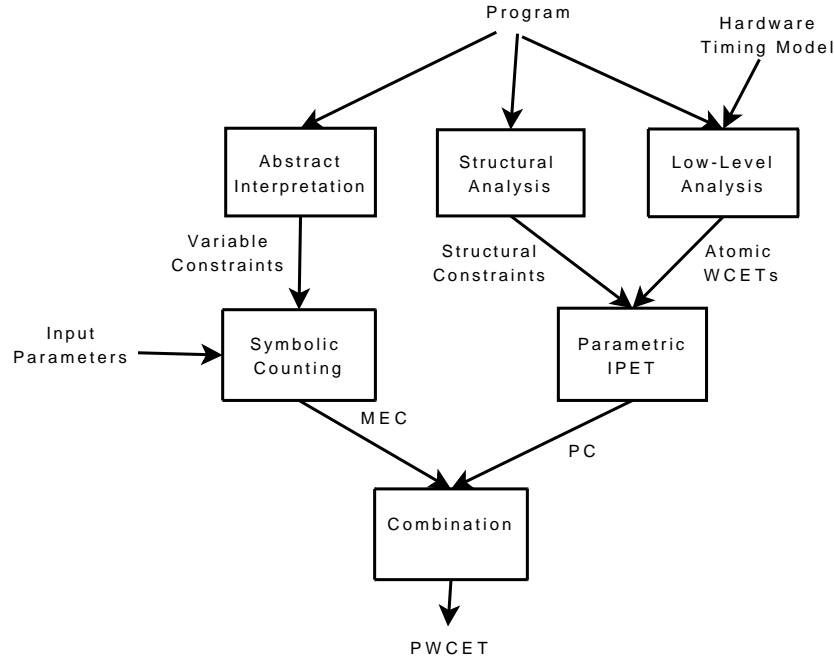 Program
Hardware
Timing Model
Abstract
Interpretation
Structural
Analysis
Low-Level
Analysis
Variable
Constraints
Structural
Constraints
Atomic
WCETs
Input
Parameters
Symbolic
Counting
Parametric
IPET
MEC
PC
Combination
PWCET